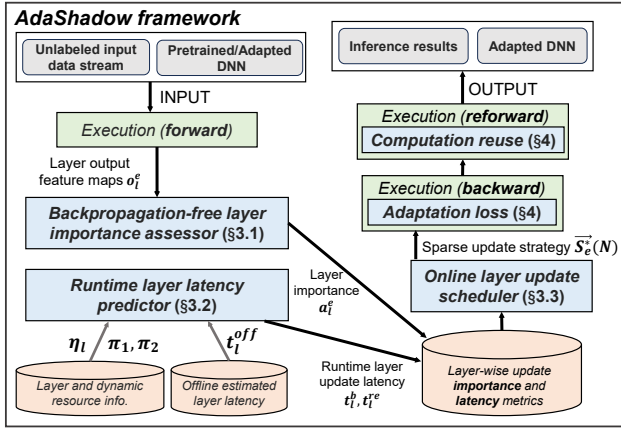 AdaShadow framework
Unlabeled input
data stream
Pretrained/Adapted
DNN
INPUT
Execution (forward)
Layer output
feature maps o_l^e
Backpropagation-free layer
importance assessor (§3.1)
Runtime layer latency
predictor (§3.2)
η_l π_1, π_2
t_l^off
Layer and dynamic
resource info.
Offline estimated
layer latency
Layer
importance
a_l^e
Runtime layer
update latency
t_l^b, t_l^re
Inference results
Adapted DNN
OUTPUT
Execution (reforward)
Computation reuse (§4)
Execution (backward)
Adaptation loss (§4)
Sparse update strategy \overrightarrow{S_e^*}(N)
Online layer update
scheduler (§3.3)
Layer-wise update
importance and
latency metrics